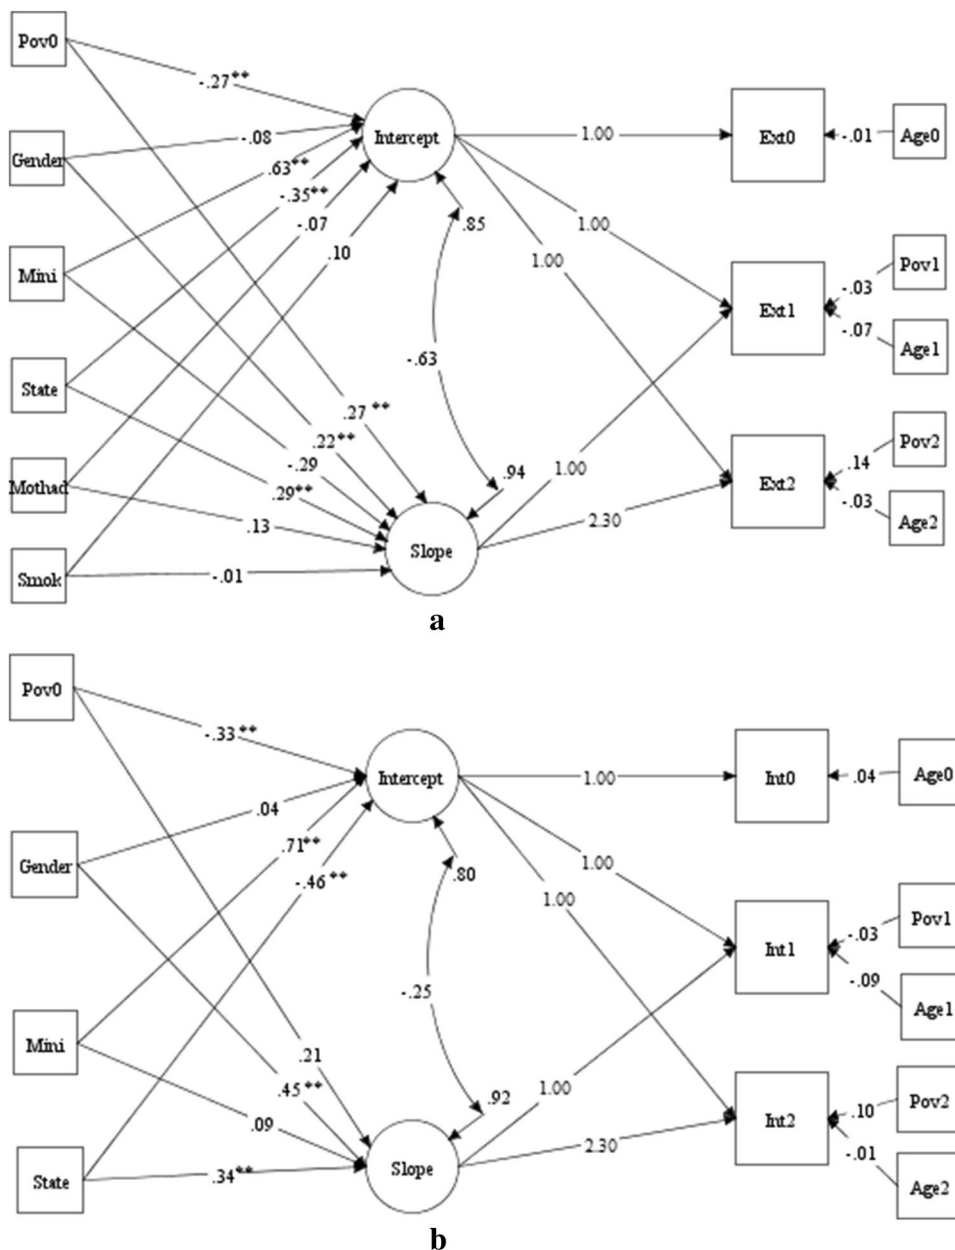 Pov0
-.27**
Intercept
1.00
Ext0
-.01
Age0
Gender
-.08
.63**
-.35**
-.07
.10
.85
1.00
1.00
Mini
Pov1
-.03
Ext1
-.07
Age1
State
-.63
.27 **
.22**
-.29
.29**
.13
Pov2
.14
Ext2
-.03
Age2
Mothad
.94
1.00
2.30
Slope
Smok
-.01
a
Pov0
-.33**
Intercept
1.00
Int0
.04
Age0
Gender
.04
.71**
-.46 **
.80
1.00
1.00
Pov1
-.03
Int1
-.09
Age1
Mini
-.25
.21
.45**
.09
.92
1.00
Pov2
.10
Int2
-.01
Age2
State
.34**
Slope
2.30
b